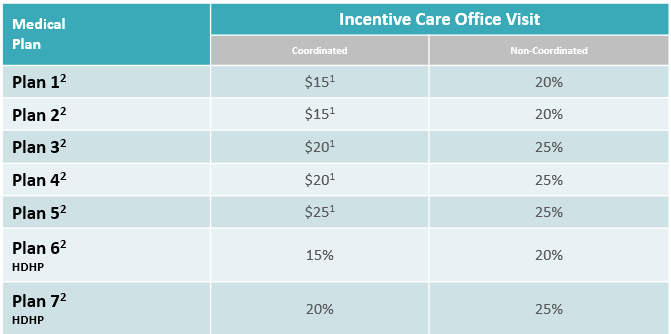 Medical Plan Incentive Care Office Visit
Coordinated Non-Coordinated
Plan 1² $15¹ 20%
Plan 2² $15¹ 20%
Plan 3² $20¹ 25%
Plan 4² $20¹ 25%
Plan 5² $25¹ 25%
Plan 6² 15% 20%
HDHP
Plan 7² 20% 25%
HDHP